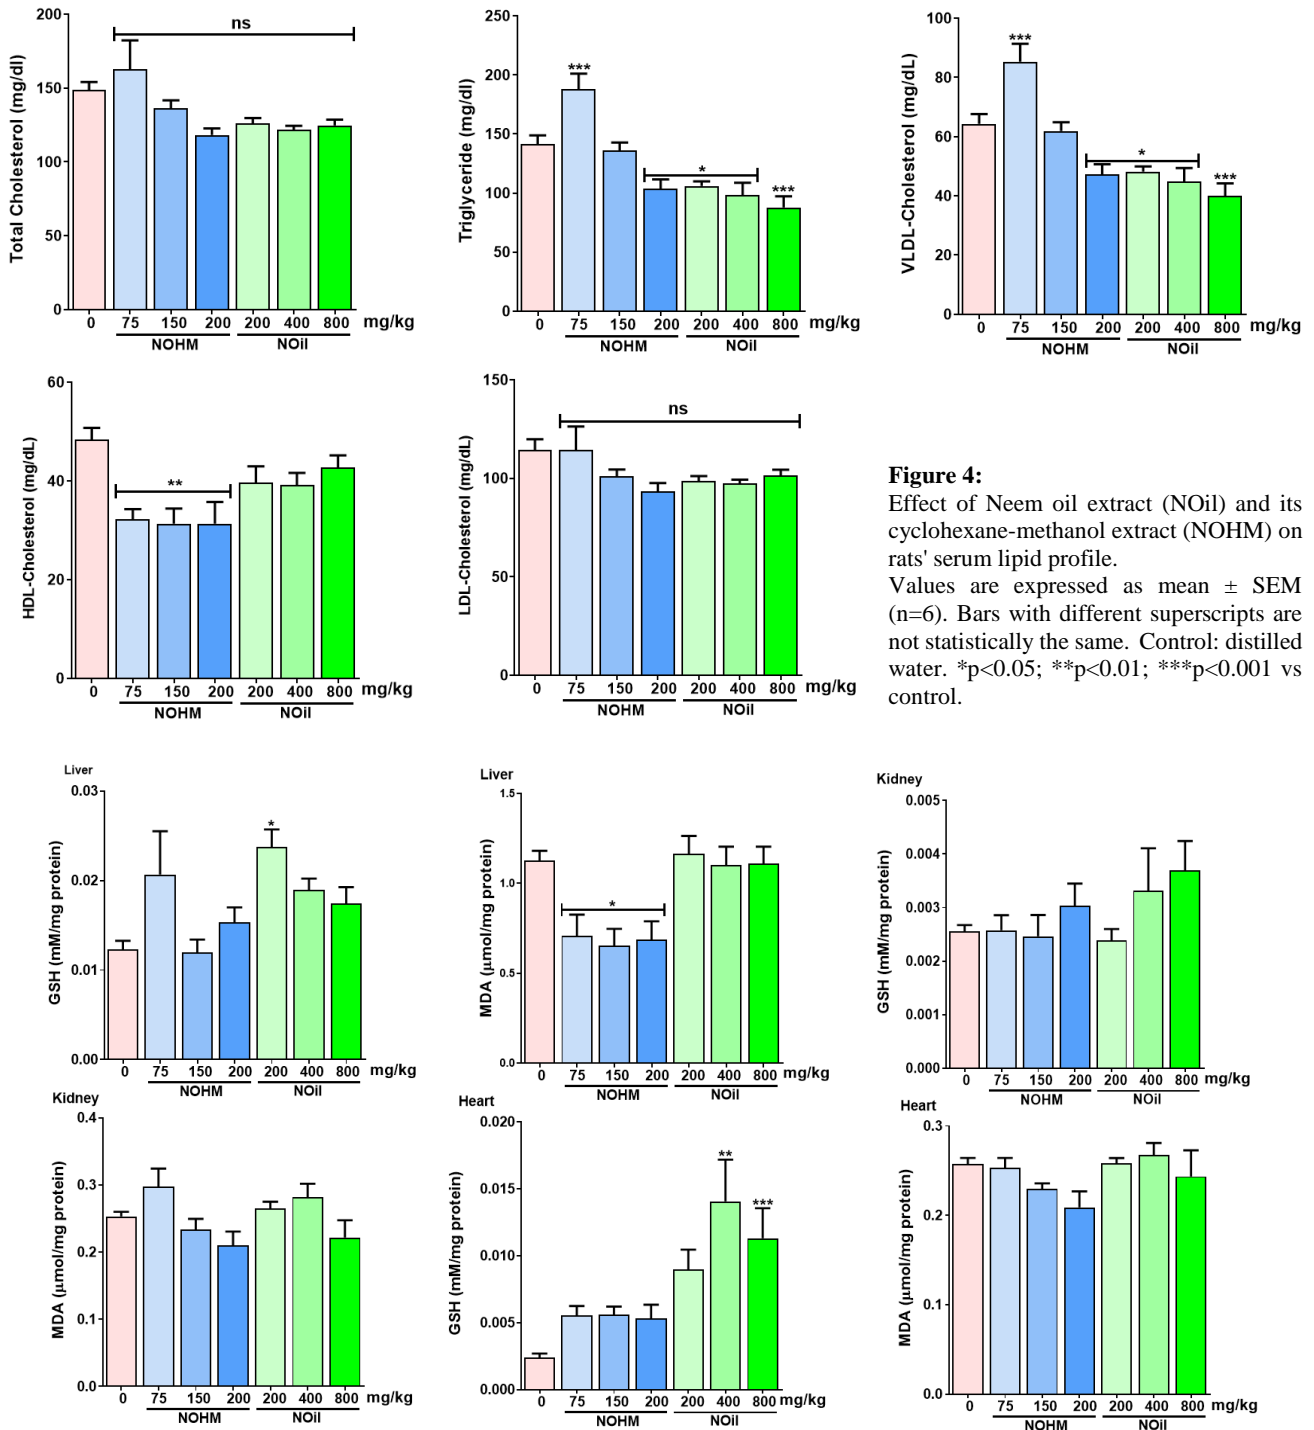 Total Cholesterol (mg/dl)
200
150
100
50
0
ns
0 75 150 200 200 400 800 mg/kg
NOHM NOil
Triglyceride (mg/dl)
250
200
150
100
50
0
***
*
***
0 75 150 200 200 400 800 mg/kg
NOHM NOil
VLDL-Cholesterol (mg/dL)
100
80
60
40
20
0
***
*
***
0 75 150 200 200 400 800 mg/kg
NOHM NOil
HDL-Cholesterol (mg/dL)
60
40
20
0
**
0 75 150 200 200 400 800 mg/kg
NOHM NOil
LDL-Cholesterol (mg/dL)
150
100
50
0
ns
0 75 150 200 200 400 800 mg/kg
NOHM NOil
Figure 4:
Effect of Neem oil extract (NOil) and its
cyclohexane-methanol extract (NOHM) on
rats' serum lipid profile.
Values are expressed as mean ± SEM
(n=6). Bars with different superscripts are
not statistically the same. Control: distilled
water. *p<0.05; **p<0.01; ***p<0.001 vs
control.
Liver
GSH (mM/mg protein)
0.03
0.02
0.01
0.00
*
0 75 150 200 200 400 800 mg/kg
NOHM NOil
Liver
MDA (µmol/mg protein)
1.5
1.0
0.5
0.0
*
0 75 150 200 200 400 800 mg/kg
NOHM NOil
Kidney
GSH (mM/mg protein)
0.005
0.004
0.003
0.002
0.001
0.000
0 75 150 200 200 400 800 mg/kg
NOHM NOil
Kidney
MDA (µmol/mg protein)
0.4
0.3
0.2
0.1
0.0
0 75 150 200 200 400 800 mg/kg
NOHM NOil
Heart
GSH (mM/mg protein)
0.020
0.015
0.010
0.005
0.000
**
***
0 75 150 200 200 400 800 mg/kg
NOHM NOil
Heart
MDA (µmol/mg protein)
0.3
0.2
0.1
0.0
0 75 150 200 200 400 800 mg/kg
NOHM NOil